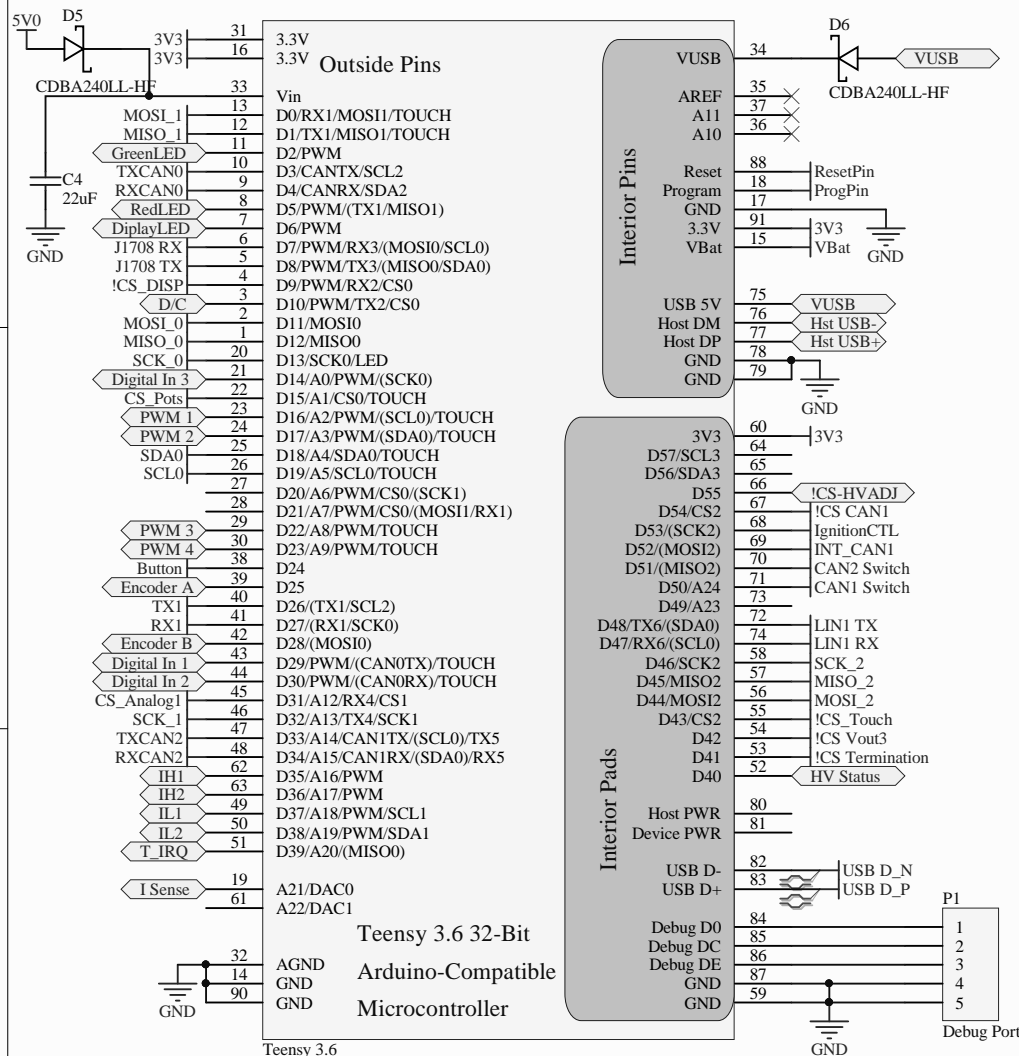 5V0 D5
CDBA240LL-HF
C4
22uF
GND
Outside Pins
3V3 31 3.3V
3V3 16 3.3V
33 Vin
MOSI_1 13 D0/RX1/MOSI1/TOUCH
MISO_1 12 D1/TX1/MISO1/TOUCH
GreenLED 11 D2/PWM
TXCAN0 10 D3/CANTX/SCL2
RXCAN0 9 D4/CANRX/SDA2
RedLED 8 D5/PWM/(TX1/MISO1)
DiplayLED 7 D6/PWM
J1708 RX 6 D7/PWM/RX3/(MOSI0/SCL0)
J1708 TX 5 D8/PWM/TX3/(MISO0/SDA0)
!CS_DISP 4 D9/PWM/RX2/CS0
D/C 3 D10/PWM/TX2/CS0
MOSI_0 2 D11/MOSI0
MISO_0 1 D12/MISO0
SCK_0 20 D13/SCK0/LED
Digital In 3 21 D14/A0/PWM/(SCK0)
CS_Pots 22 D15/A1/CS0/TOUCH
PWM 1 23 D16/A2/PWM/(SCL0)/TOUCH
PWM 2 24 D17/A3/PWM/(SDA0)/TOUCH
SDA0 25 D18/A4/SDA0/TOUCH
SCL0 26 D19/A5/SCL0/TOUCH
27 D20/A6/PWM/CS0/(SCK1)
28 D21/A7/PWM/CS0/(MOSI1/RX1)
PWM 3 29 D22/A8/PWM/TOUCH
PWM 4 30 D23/A9/PWM/TOUCH
Button 38 D24
Encoder A 39 D25
TX1 40 D26/(TX1/SCL2)
RX1 41 D27/(RX1/SCK0)
Encoder B 42 D28/(MOSI0)
Digital In 1 43 D29/PWM/(CAN0TX)/TOUCH
Digital In 2 44 D30/PWM/(CAN0RX)/TOUCH
CS_Analog1 45 D31/A12/RX4/CS1
SCK_1 46 D32/A13/TX4/SCK1
TXCAN2 47 D33/A14/CAN1TX/(SCL0)/TX5
RXCAN2 48 D34/A15/CAN1RX/(SDA0)/RX5
IH1 62 D35/A16/PWM
IH2 63 D36/A17/PWM
IL1 49 D37/A18/PWM/SCL1
IL2 50 D38/A19/PWM/SDA1
T_IRQ 51 D39/A20/(MISO0)
I Sense 19 A21/DAC0
61 A22/DAC1
32 AGND
14 GND
90 GND
GND
Teensy 3.6 32-Bit
Arduino-Compatible
Microcontroller
Teensy 3.6
Interior Pins
D6
CDBA240LL-HF
VUSB 34 VUSB
AREF 35
A11 37
A10 36
Reset 88 ResetPin
Program 18 ProgPin
GND 17
3.3V 91 3V3
VBat 15 VBat
GND
USB 5V 75 VUSB
Host DM 76 Hst USB-
Host DP 77 Hst USB+
GND 78
GND 79
GND
Interior Pads
3V3 60 3V3
D57/SCL3 64
D56/SDA3 65
D55 66 !CS-HVADJ
D54/CS2 67 !CS CAN1
D53/(SCK2) 68 IgnitionCTL
D52/(MOSI2) 69 INT_CAN1
D51/(MISO2) 70 CAN2 Switch
D50/A24 71 CAN1 Switch
D49/A23 73
D48/TX6/(SDA0) 72 LIN1 TX
D47/RX6/(SCL0) 74 LIN1 RX
D46/SCK2 58 SCK_2
D45/MISO2 57 MISO_2
D44/MOSI2 56 MOSI_2
D43/CS2 55 !CS_Touch
D42 54 !CS Vout3
D41 53 !CS Termination
D40 52 HV Status
Host PWR 80
Device PWR 81
USB D- 82 USB D_N
USB D+ 83 USB D_P
P1
Debug D0 84 1
Debug DC 85 2
Debug DE 86 3
GND 87 4
GND 59 5
GND
Debug Port